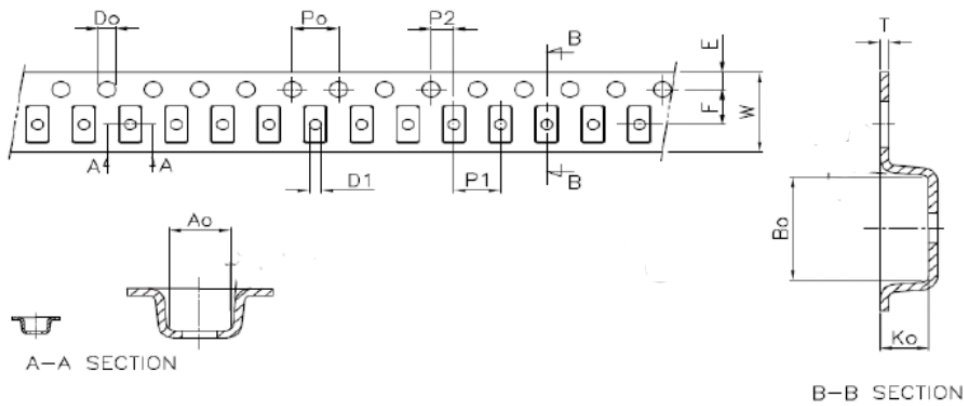 Do
Po
P2
B
E
F
W
T
A
A
D1
P1
B
Ao
Bo
Ko
A-A SECTION
B-B SECTION